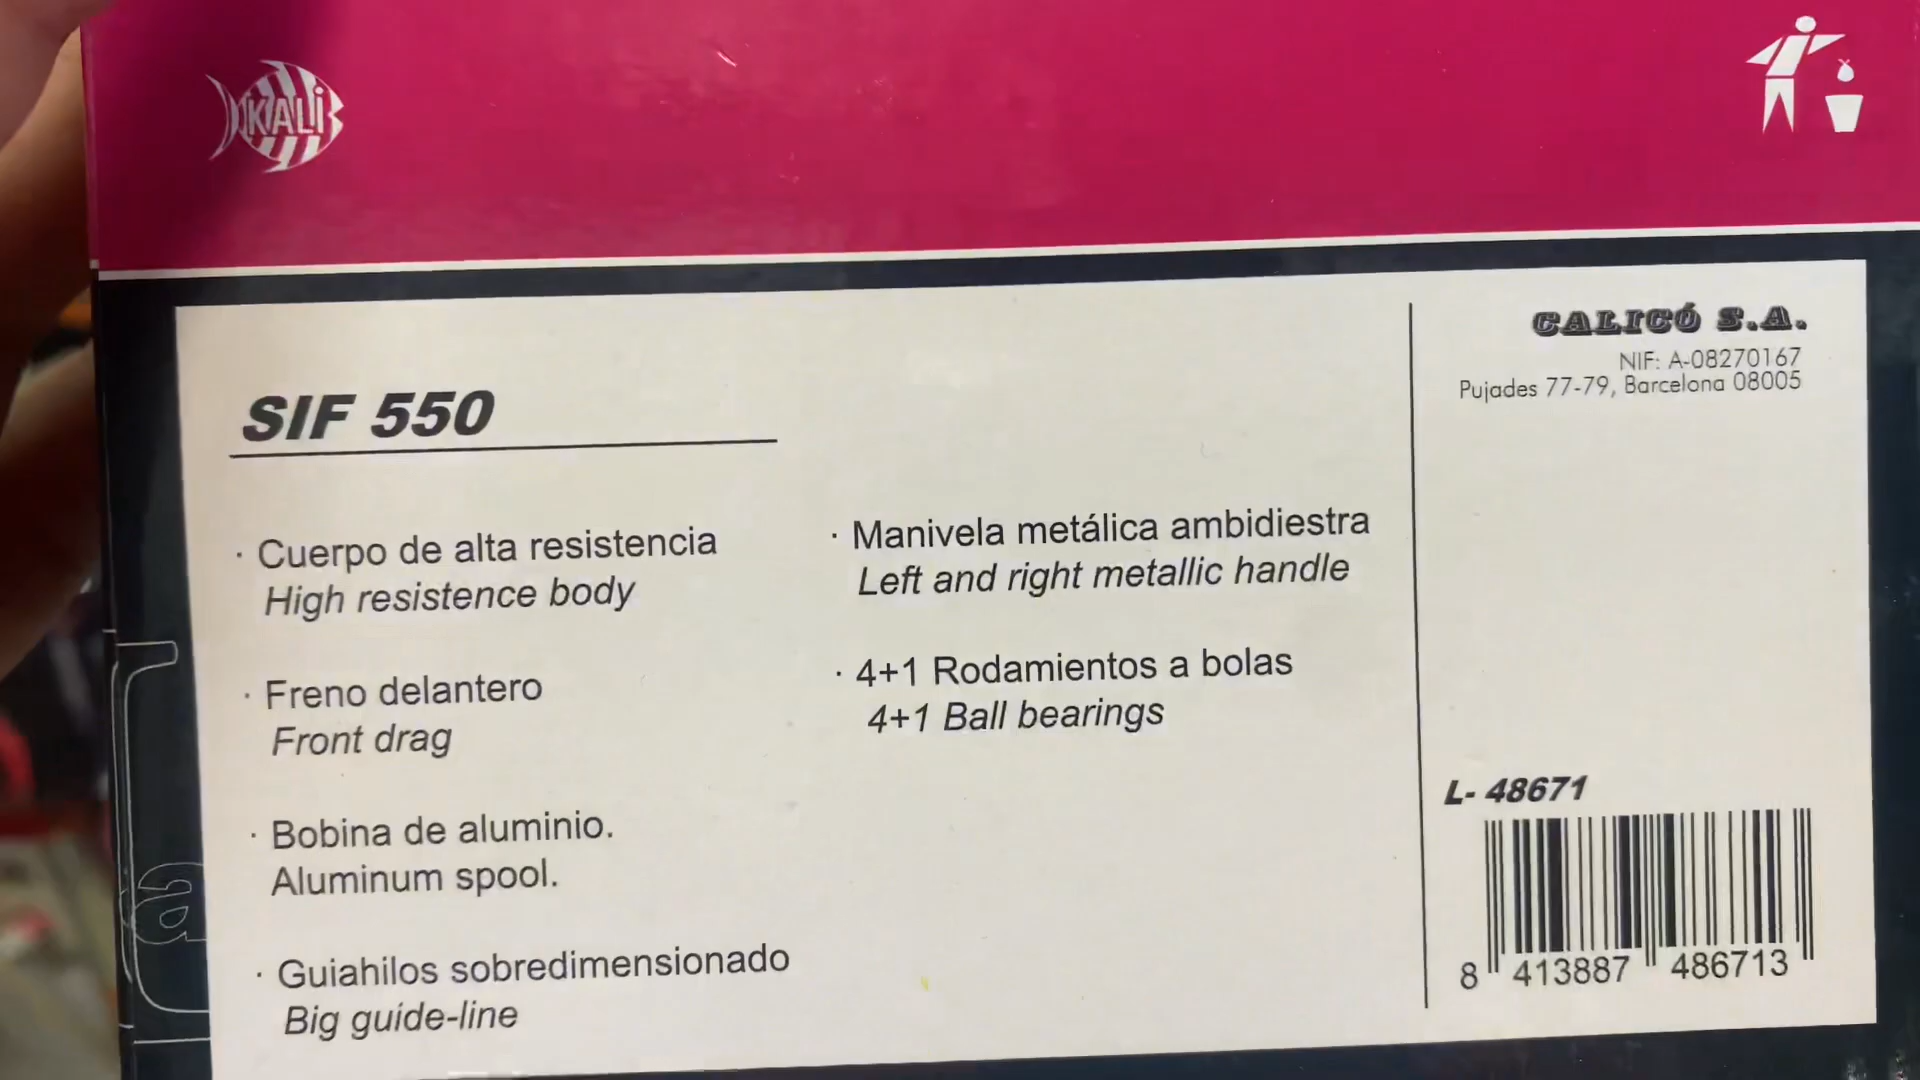 KALI
SIF 550
· Cuerpo de alta resistencia
High resistence body
· Freno delantero
Front drag
· Bobina de aluminio.
Aluminum spool.
· Guiahilos sobredimensionado
Big guide-line
· Manivela metálica ambidiestra
Left and right metallic handle
· 4+1 Rodamientos a bolas
4+1 Ball bearings
CALICÓ S.A.
NIF: A-08270167
Pujades 77-79, Barcelona 08005
L- 48671
8 413887 486713
a